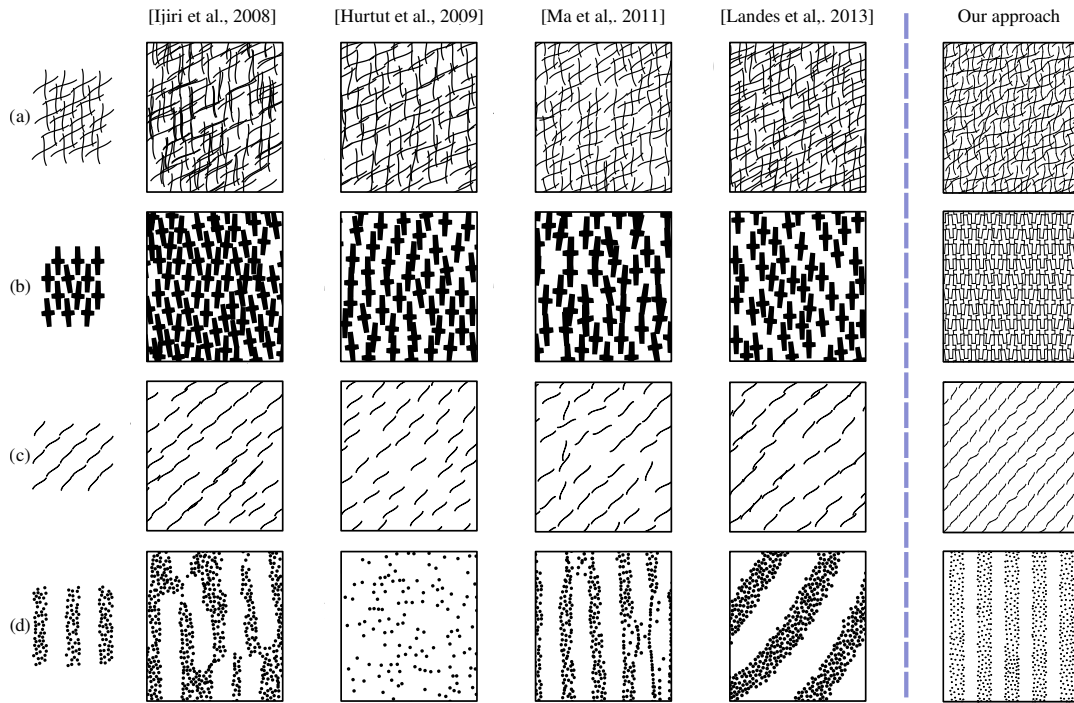 [Ijiri et al., 2008] [Hurtut et al., 2009] [Ma et al,. 2011] [Landes et al,. 2013] Our approach
(a)
(b)
(c)
(d)